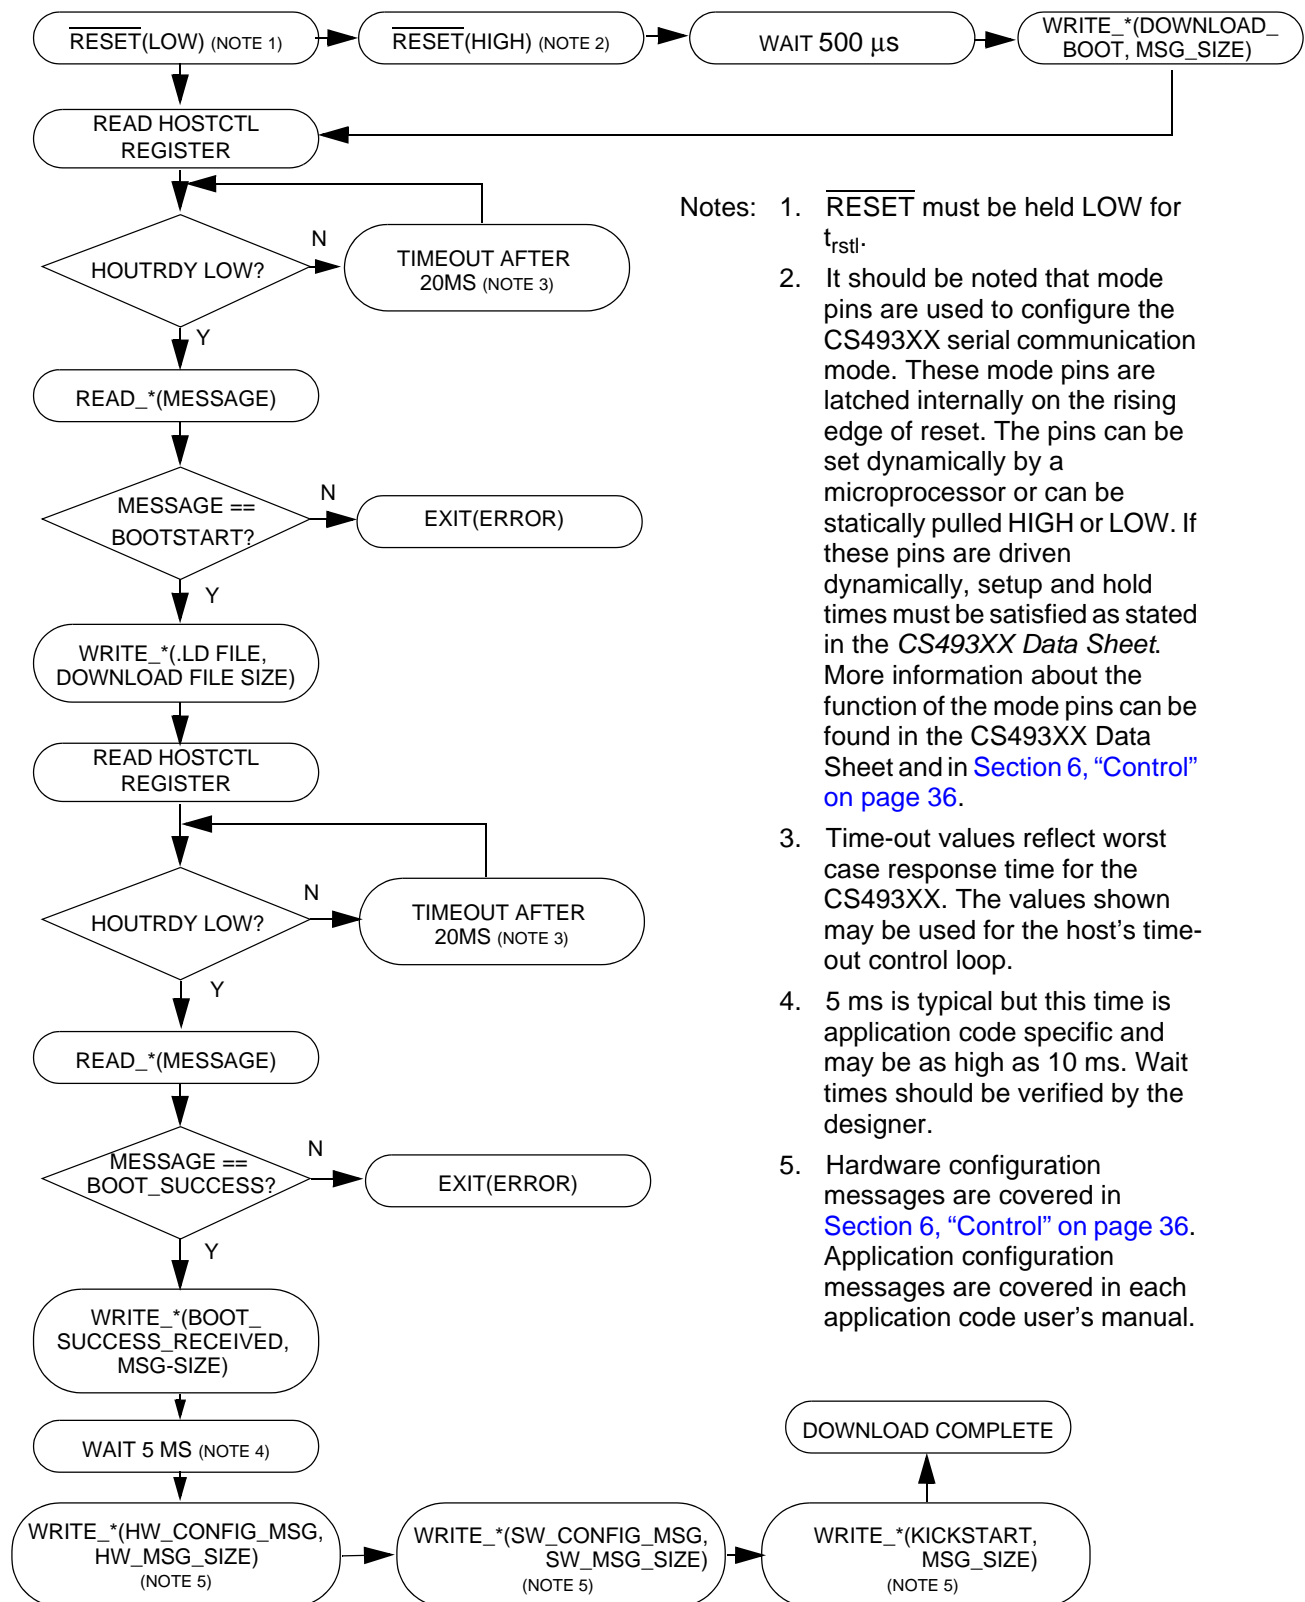 RESET(LOW) (NOTE 1)
RESET(HIGH) (NOTE 2)
WAIT 500 µs
WRITE_*(DOWNLOAD_
BOOT, MSG_SIZE)
READ HOSTCTL
REGISTER
HOUTRDY LOW?
N
TIMEOUT AFTER
20MS (NOTE 3)
Y
READ_*(MESSAGE)
MESSAGE ==
BOOTSTART?
N
EXIT(ERROR)
Y
WRITE_*(.LD FILE,
DOWNLOAD FILE SIZE)
READ HOSTCTL
REGISTER
HOUTRDY LOW?
N
TIMEOUT AFTER
20MS (NOTE 3)
Y
READ_*(MESSAGE)
MESSAGE ==
BOOT_SUCCESS?
N
EXIT(ERROR)
Y
WRITE_*(BOOT_
SUCCESS_RECEIVED,
MSG-SIZE)
WAIT 5 MS (NOTE 4)
WRITE_*(HW_CONFIG_MSG,
HW_MSG_SIZE)
(NOTE 5)
WRITE_*(SW_CONFIG_MSG,
SW_MSG_SIZE)
(NOTE 5)
WRITE_*(KICKSTART,
MSG_SIZE)
(NOTE 5)
DOWNLOAD COMPLETE
Notes: 1. RESET must be held LOW for
trstl.
2. It should be noted that mode
pins are used to configure the
CS493XX serial communication
mode. These mode pins are
latched internally on the rising
edge of reset. The pins can be
set dynamically by a
microprocessor or can be
statically pulled HIGH or LOW. If
these pins are driven
dynamically, setup and hold
times must be satisfied as stated
in the CS493XX Data Sheet.
More information about the
function of the mode pins can be
found in the CS493XX Data
Sheet and in Section 6, “Control”
on page 36.
3. Time-out values reflect worst
case response time for the
CS493XX. The values shown
may be used for the host’s time-
out control loop.
4. 5 ms is typical but this time is
application code specific and
may be as high as 10 ms. Wait
times should be verified by the
designer.
5. Hardware configuration
messages are covered in
Section 6, “Control” on page 36.
Application configuration
messages are covered in each
application code user’s manual.